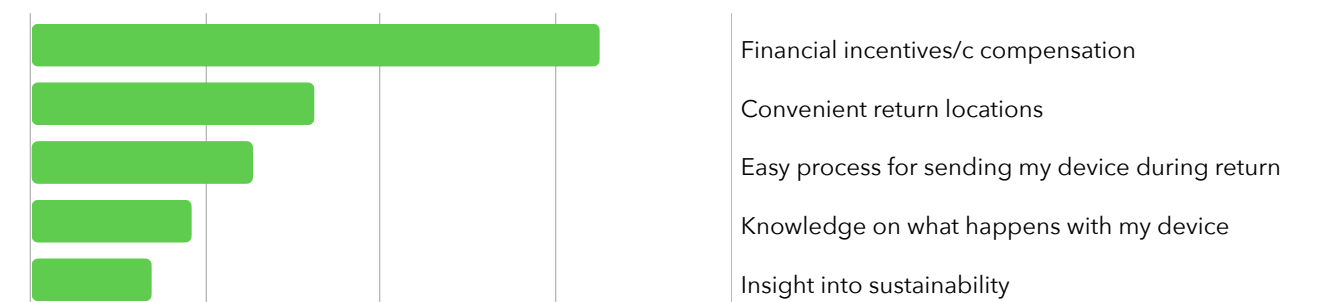 Financial incentives/c compensation
Convenient return locations
Easy process for sending my device during return
Knowledge on what happens with my device
Insight into sustainability